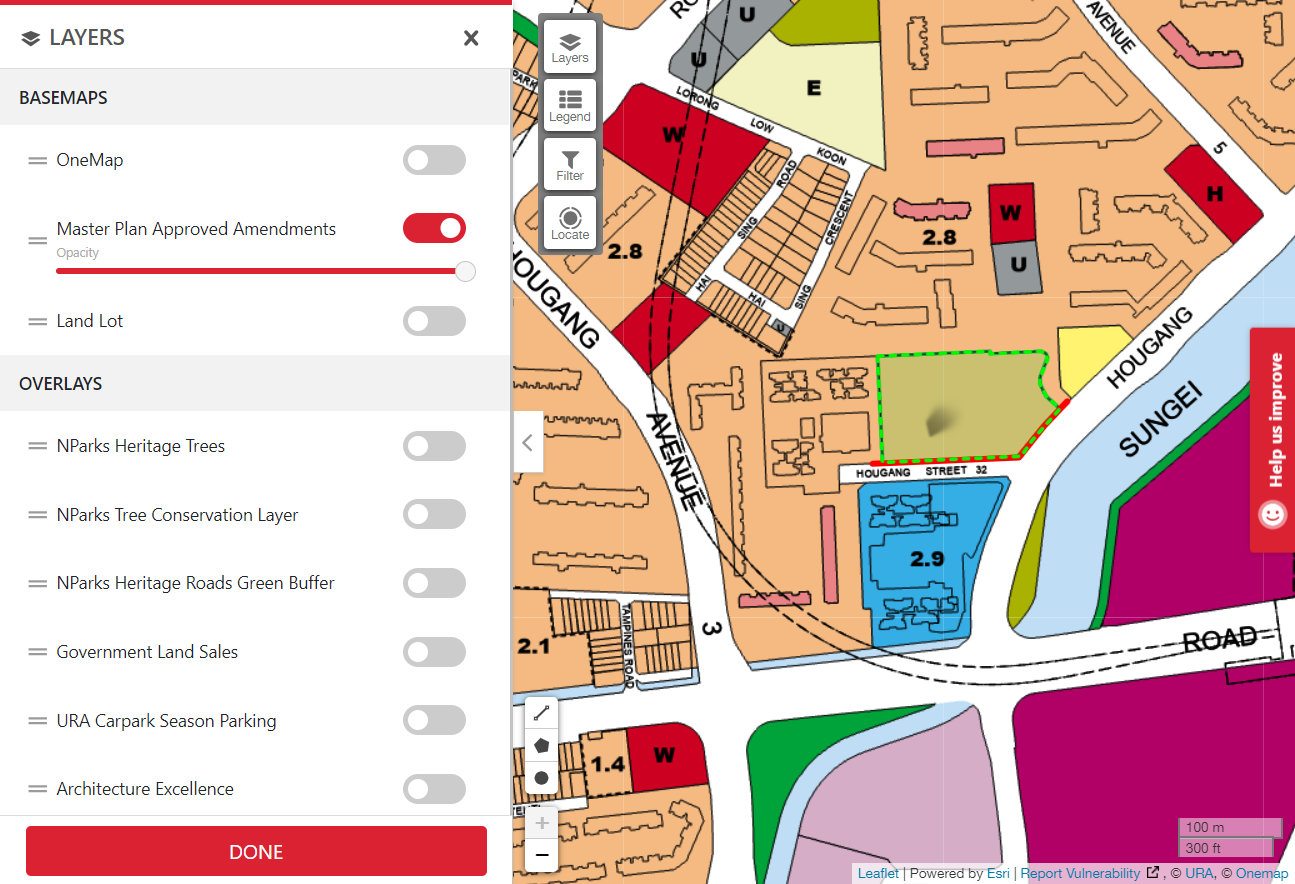 LAYERS
BASEMAPS
OneMap
Master Plan Approved Amendments
Opacity
Land Lot
OVERLAYS
NParks Heritage Trees
NParks Tree Conservation Layer
NParks Heritage Roads Green Buffer
Government Land Sales
URA Carpark Season Parking
Architecture Excellence
DONE
Layers
Legend
Filter
Locate
RO
U
U
E
AVENUE
5
PARK
LORONG LOW KOON
W
ROAD
SING
HAI
HAI
SING
CRESCENT
U
2.8
2.8
W
U
H
HOUGANG
AVENUE
3
HOUGANG
SUNGEI
HOUGANG STREET 32
2.9
2.1
TAMPINES ROAD
ROAD
1.4
W
Help us improve
+
−
100 m
300 ft
Leaflet | Powered by Esri | Report Vulnerability , © URA, © Onemap